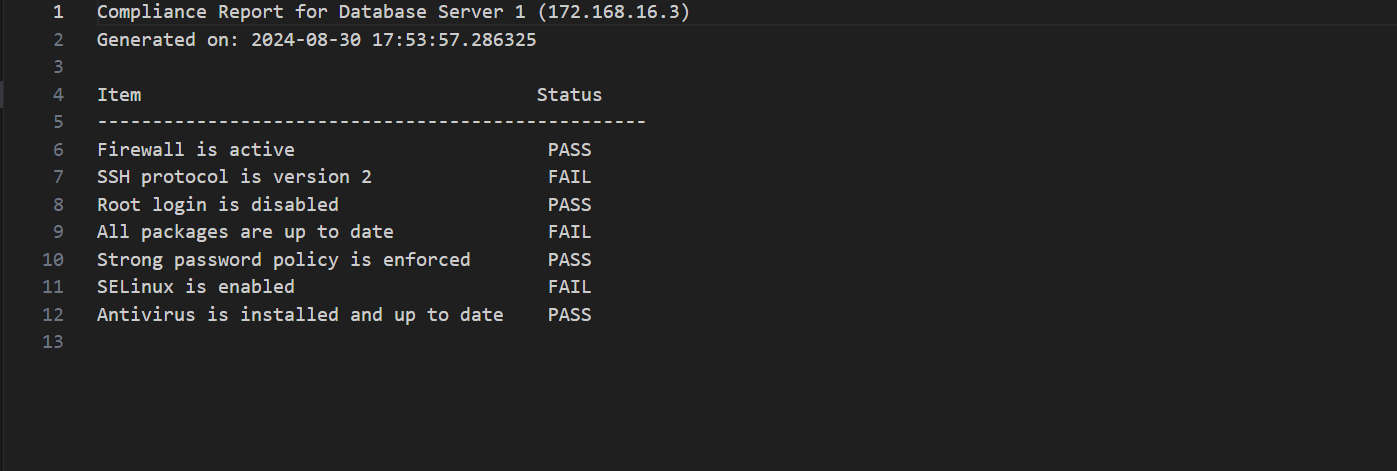 1 Compliance Report for Database Server 1 (172.168.16.3)
2 Generated on: 2024-08-30 17:53:57.286325
3
4 Item Status
5 --------------------------------------------------
6 Firewall is active PASS
7 SSH protocol is version 2 FAIL
8 Root login is disabled PASS
9 All packages are up to date FAIL
10 Strong password policy is enforced PASS
11 SELinux is enabled FAIL
12 Antivirus is installed and up to date PASS
13